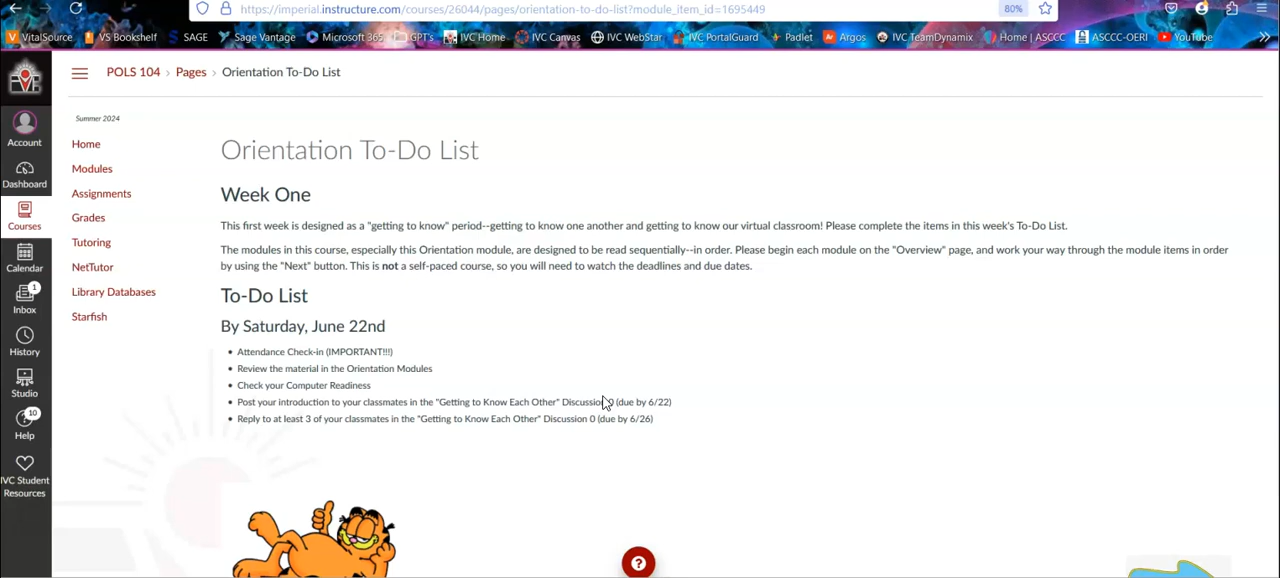 https://imperial.instructure.com/courses/26044/pages/orientation-to-do-list?module_item_id=1695449
80%
VitalSource
VS Bookshelf
SAGE
Sage Vantage
Microsoft 365
GPT's
IVC Home
IVC Canvas
IVC WebStar
IVC PortalGuard
Padlet
Argos
IVC TeamDynamix
Home | ASCCC
ASCCC-OERI
YouTube
POLS 104 › Pages › Orientation To-Do List
Account
Dashboard
Courses
Calendar
1
Inbox
History
Studio
10
Help
IVC Student
Resources
Summer 2024
Home
Modules
Assignments
Grades
Tutoring
NetTutor
Library Databases
Starfish
Orientation To-Do List
Week One
This first week is designed as a "getting to know" period--getting to know one another and getting to know our virtual classroom! Please complete the items in this week's To-Do List.
The modules in this course, especially this Orientation module, are designed to be read sequentially--in order. Please begin each module on the "Overview" page, and work your way through the module items in order
by using the "Next" button. This is not a self-paced course, so you will need to watch the deadlines and due dates.
To-Do List
By Saturday, June 22nd
• Attendance Check-in (IMPORTANT!!!)
• Review the material in the Orientation Modules
• Check your Computer Readiness
• Post your introduction to your classmates in the "Getting to Know Each Other" Discussion 0 (due by 6/22)
• Reply to at least 3 of your classmates in the "Getting to Know Each Other" Discussion 0 (due by 6/26)
?